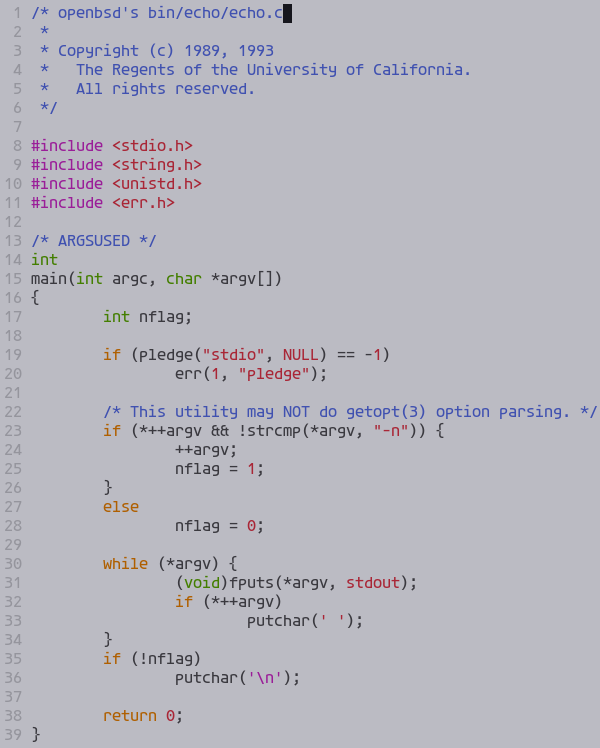 1 /* openbsd's bin/echo/echo.c
2  *
3  * Copyright (c) 1989, 1993
4  *   The Regents of the University of California.
5  *   All rights reserved.
6  */
7
8 #include <stdio.h>
9 #include <string.h>
10 #include <unistd.h>
11 #include <err.h>
12
13 /* ARGSUSED */
14 int
15 main(int argc, char *argv[])
16 {
17         int nflag;
18
19         if (pledge("stdio", NULL) == -1)
20                 err(1, "pledge");
21
22         /* This utility may NOT do getopt(3) option parsing. */
23         if (*++argv && !strcmp(*argv, "-n")) {
24                 ++argv;
25                 nflag = 1;
26         }
27         else
28                 nflag = 0;
29
30         while (*argv) {
31                 (void)fputs(*argv, stdout);
32                 if (*++argv)
33                         putchar(' ');
34         }
35         if (!nflag)
36                 putchar('\n');
37
38         return 0;
39 }